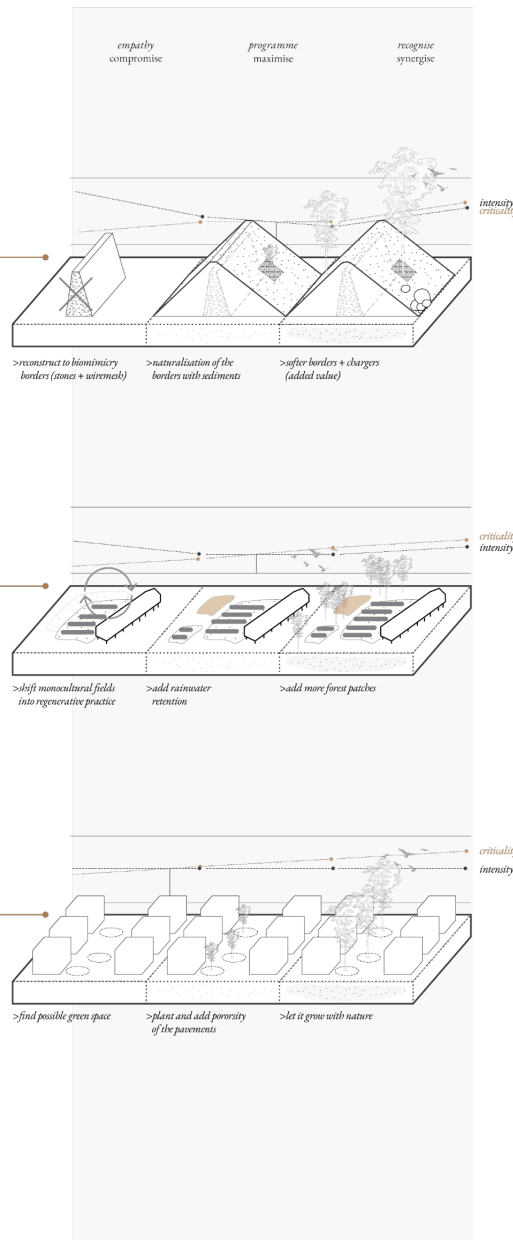 empathy
compromise
programme
maximise
recognise
synergise
intensity
criticality
>reconstruct to biomimicry
borders (stones + wiremesh)
>naturalisation of the
borders with sediments
>softer borders + chargers
(added value)
criticality
intensity
>shift monocultural fields
into regenerative practice
>add rainwater
retention
>add more forest patches
criticality
intensity
>find possible green space
>plant and add pororsity
of the pavements
>let it grow with nature